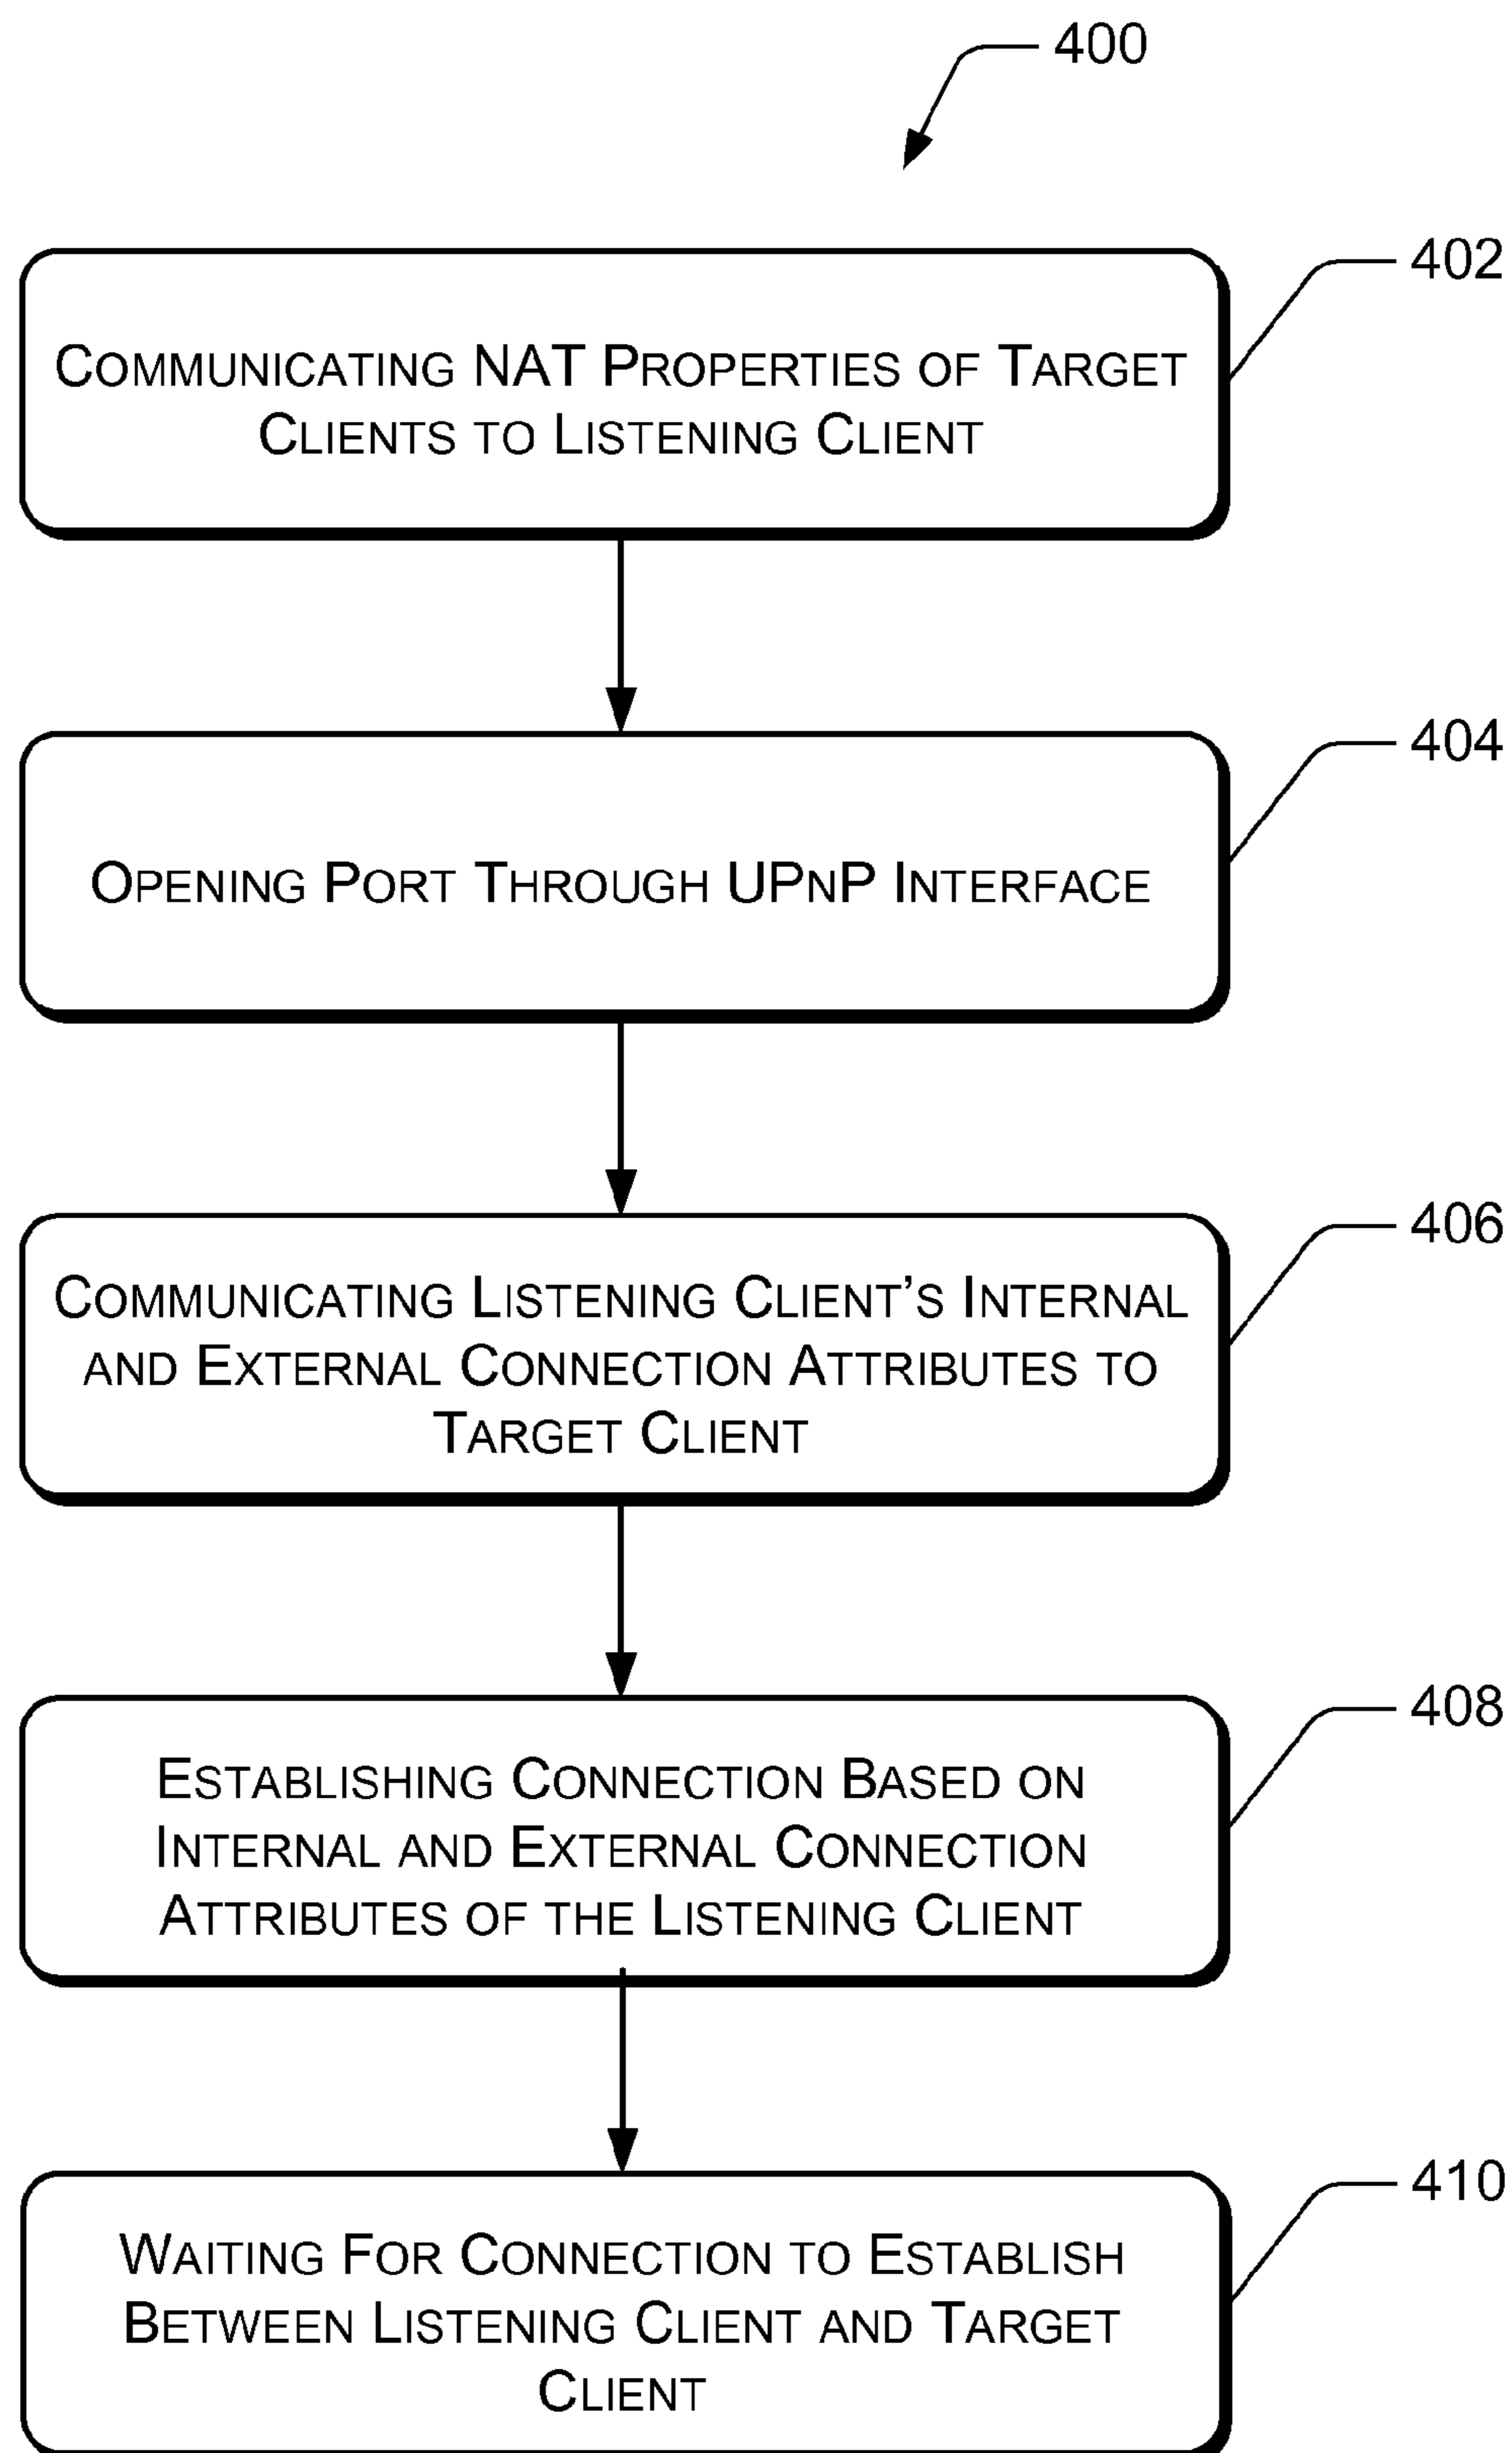 400
402
COMMUNICATING NAT PROPERTIES OF TARGET
CLIENTS TO LISTENING CLIENT
404
OPENING PORT THROUGH UPNP INTERFACE
406
COMMUNICATING LISTENING CLIENT'S INTERNAL
AND EXTERNAL CONNECTION ATTRIBUTES TO
TARGET CLIENT
408
ESTABLISHING CONNECTION BASED ON
INTERNAL AND EXTERNAL CONNECTION
ATTRIBUTES OF THE LISTENING CLIENT
410
WAITING FOR CONNECTION TO ESTABLISH
BETWEEN LISTENING CLIENT AND TARGET
CLIENT